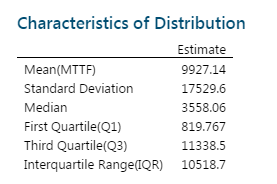 Characteristics of Distribution
Estimate
Mean(MTTF) 9927.14
Standard Deviation 17529.6
Median 3558.06
First Quartile(Q1) 819.767
Third Quartile(Q3) 11338.5
Interquartile Range(IQR) 10518.7